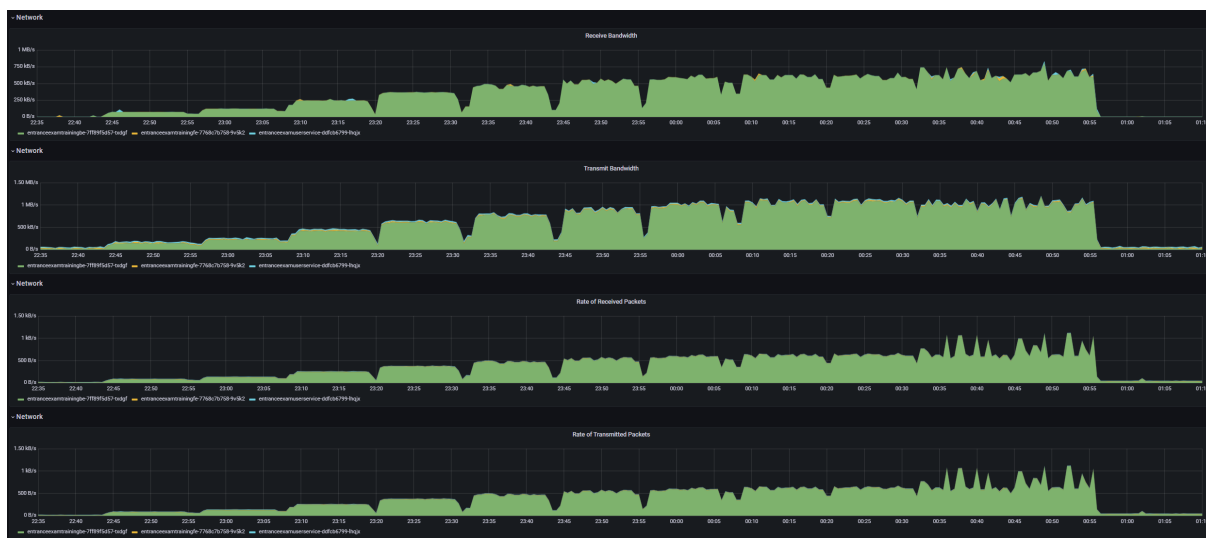 Network
Receive Bandwidth
1 MB/s
750 kB/s
500 kB/s
250 kB/s
0 B/s
22:35 22:40 22:45 22:50 22:55 23:00 23:05 23:10 23:15 23:20 23:25 23:30 23:35 23:40 23:45 23:50 23:55 00:00 00:05 00:10 00:15 00:20 00:25 00:30 00:35 00:40 00:45 00:50 00:55 01:00 01:05 01:1
entranceexamtrainingbe-7ff89f5d57-txdgf entranceexamtrainingfe-7768c7b758-9v5k2 entranceexamuserservice-ddfcb6799-lhqjx
Network
Transmit Bandwidth
1.50 MB/s
1 MB/s
500 kB/s
0 B/s
22:35 22:40 22:45 22:50 22:55 23:00 23:05 23:10 23:15 23:20 23:25 23:30 23:35 23:40 23:45 23:50 23:55 00:00 00:05 00:10 00:15 00:20 00:25 00:30 00:35 00:40 00:45 00:50 00:55 01:00 01:05 01:1
entranceexamtrainingbe-7ff89f5d57-txdgf entranceexamtrainingfe-7768c7b758-9v5k2 entranceexamuserservice-ddfcb6799-lhqjx
Network
Rate of Received Packets
1.50 kB/s
1 kB/s
500 B/s
0 B/s
22:35 22:40 22:45 22:50 22:55 23:00 23:05 23:10 23:15 23:20 23:25 23:30 23:35 23:40 23:45 23:50 23:55 00:00 00:05 00:10 00:15 00:20 00:25 00:30 00:35 00:40 00:45 00:50 00:55 01:00 01:05 01:1
entranceexamtrainingbe-7ff89f5d57-txdgf entranceexamtrainingfe-7768c7b758-9v5k2 entranceexamuserservice-ddfcb6799-lhqjx
Network
Rate of Transmitted Packets
1.50 kB/s
1 kB/s
500 B/s
0 B/s
22:35 22:40 22:45 22:50 22:55 23:00 23:05 23:10 23:15 23:20 23:25 23:30 23:35 23:40 23:45 23:50 23:55 00:00 00:05 00:10 00:15 00:20 00:25 00:30 00:35 00:40 00:45 00:50 00:55 01:00 01:05 01:1
entranceexamtrainingbe-7ff89f5d57-txdgf entranceexamtrainingfe-7768c7b758-9v5k2 entranceexamuserservice-ddfcb6799-lhqjx